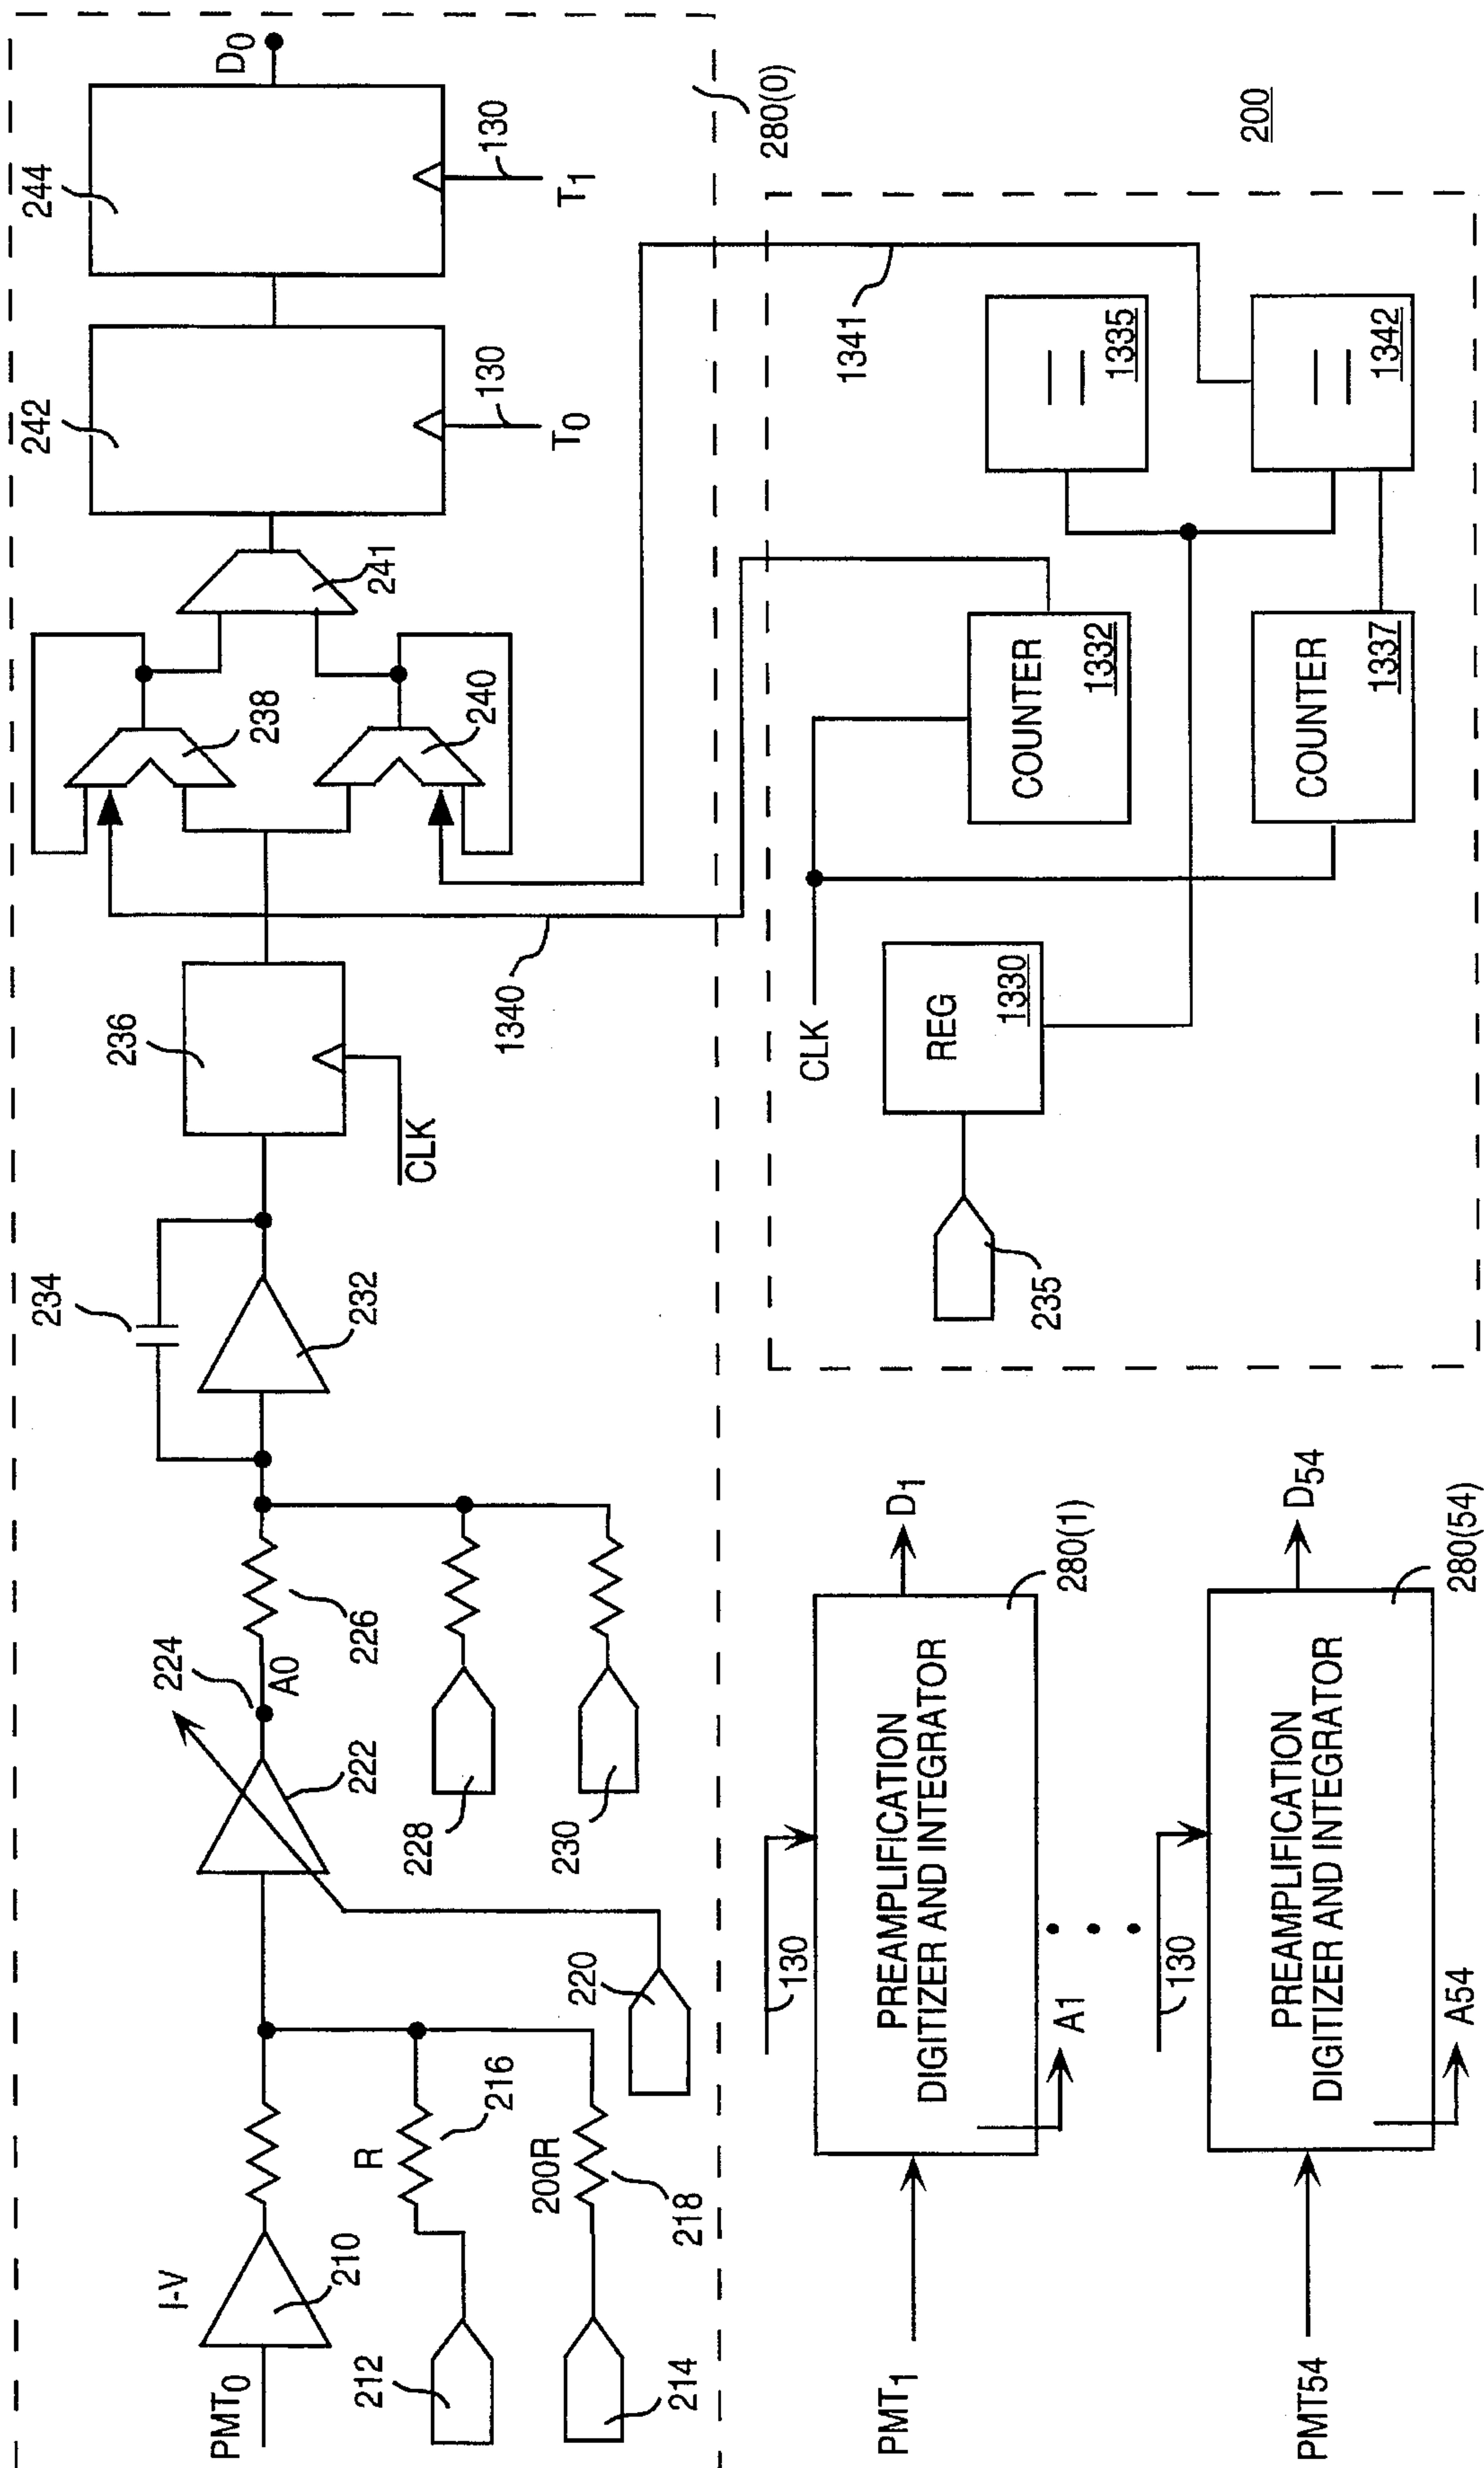 PMT0
I-V
210
212
R
216
214
200R
218
220
222
224
A0
226
228
230
234
232
236
CLK
1340
238
240
241
242
130
T0
244
130
T1
D0
280(0)
200
235
REG
1330
CLK
COUNTER
1332
COUNTER
1337
1341
=
1335
=
1342
PMT1
130
PREAMPLIFICATION
DIGITIZER AND INTEGRATOR
A1
D1
280(1)
PMT54
130
PREAMPLIFICATION
DIGITIZER AND INTEGRATOR
A54
D54
280(54)